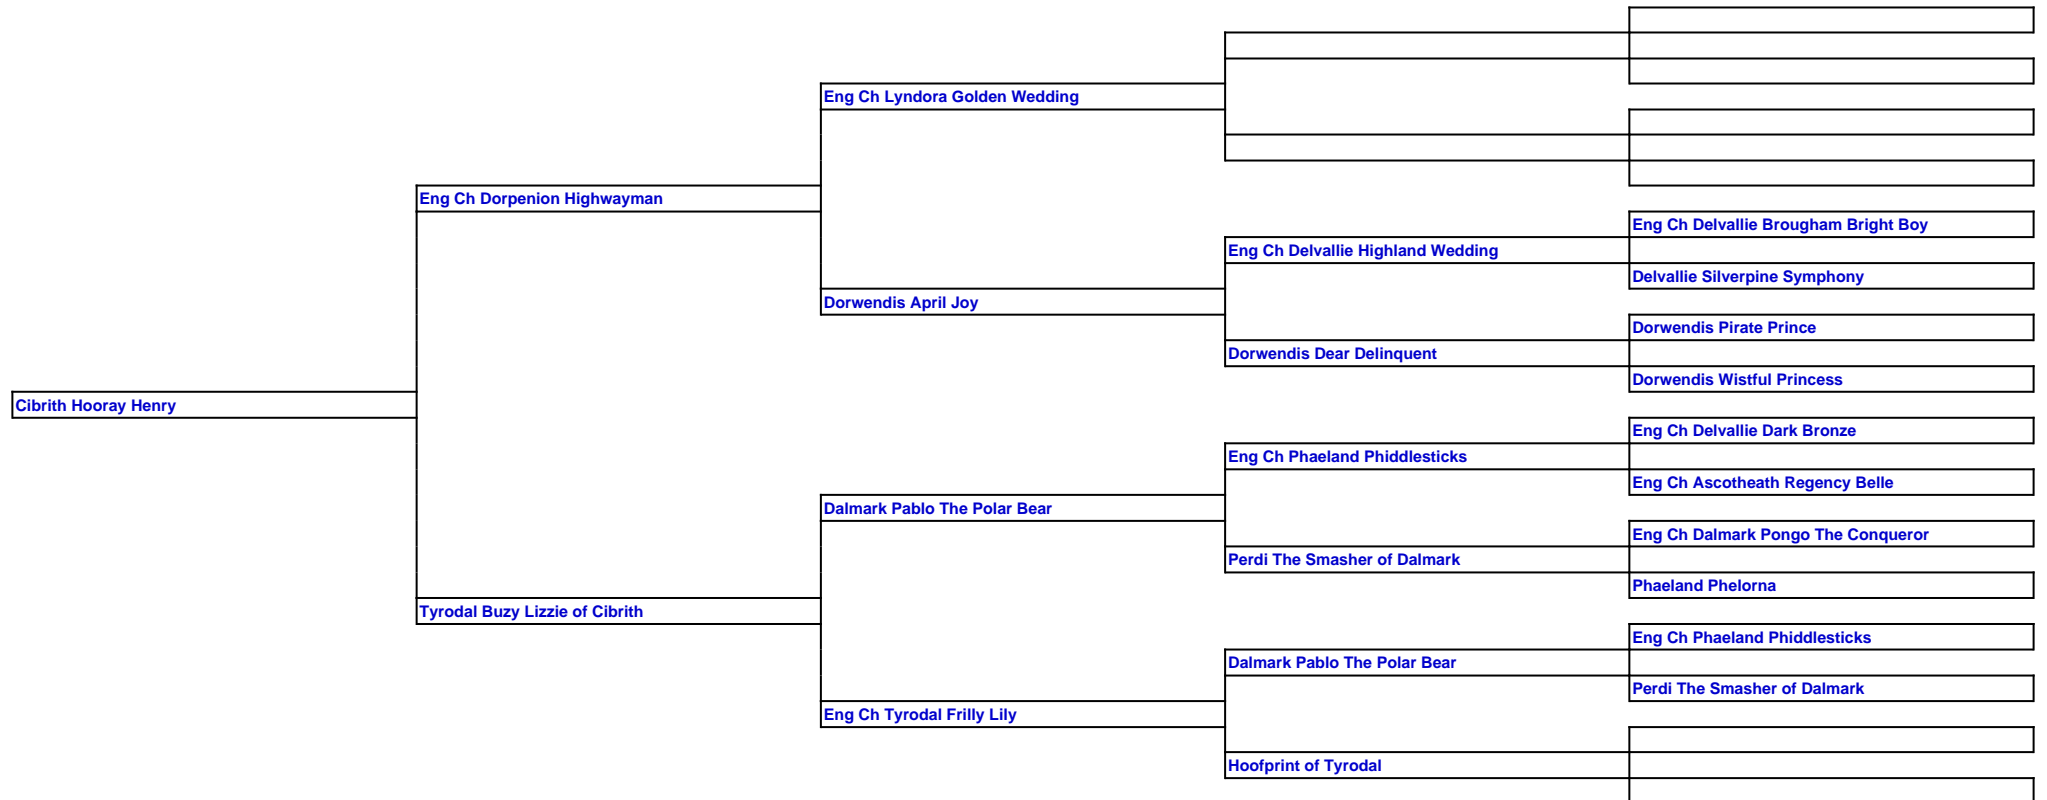 Eng Ch Lyndora Golden Wedding
Eng Ch Dorpenion Highwayman
Eng Ch Delvallie Brougham Bright Boy
Eng Ch Delvallie Highland Wedding
Delvallie Silverpine Symphony
Dorwendis April Joy
Dorwendis Pirate Prince
Dorwendis Dear Delinquent
Dorwendis Wistful Princess
Cibrith Hooray Henry
Eng Ch Delvallie Dark Bronze
Eng Ch Phaeland Phiddlesticks
Eng Ch Ascotheath Regency Belle
Dalmark Pablo The Polar Bear
Eng Ch Dalmark Pongo The Conqueror
Perdi The Smasher of Dalmark
Phaeland Phelorna
Tyrodal Buzy Lizzie of Cibrith
Eng Ch Phaeland Phiddlesticks
Dalmark Pablo The Polar Bear
Perdi The Smasher of Dalmark
Eng Ch Tyrodal Frilly Lily
Hoofprint of Tyrodal